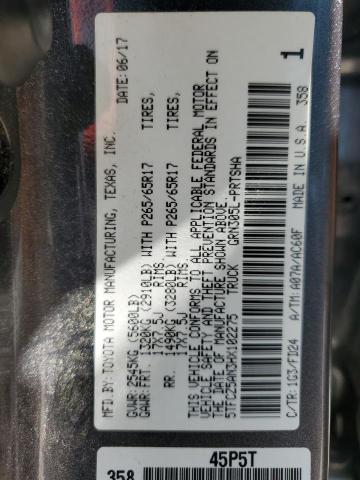 MFD. BY: TOYOTA MOTOR MANUFACTURING, TEXAS, INC. 06/17
GVWR: 2545KG (5600LB)
GAWR: FRT. 1320KG (2910LB) WITH P265/65R17 TIRES,
17X7.5J RIMS.
RR. 1490KG (3280LB) WITH P265/65R17 TIRES,
17X7.5J RIMS.
THIS VEHICLE CONFORMS TO ALL APPLICABLE FEDERAL MOTOR
VEHICLE SAFETY AND THEFT PREVENTION STANDARDS IN EFFECT ON
THE DATE OF MANUFACTURE SHOWN ABOVE.
5TFCZ5AN3HX102275 TRUCK GRN305L-PRTSHA
C/TR: 1G3/FD24 A/TM: A07A/AC60F MADE IN U.S.A. 358
1
358
45P5T